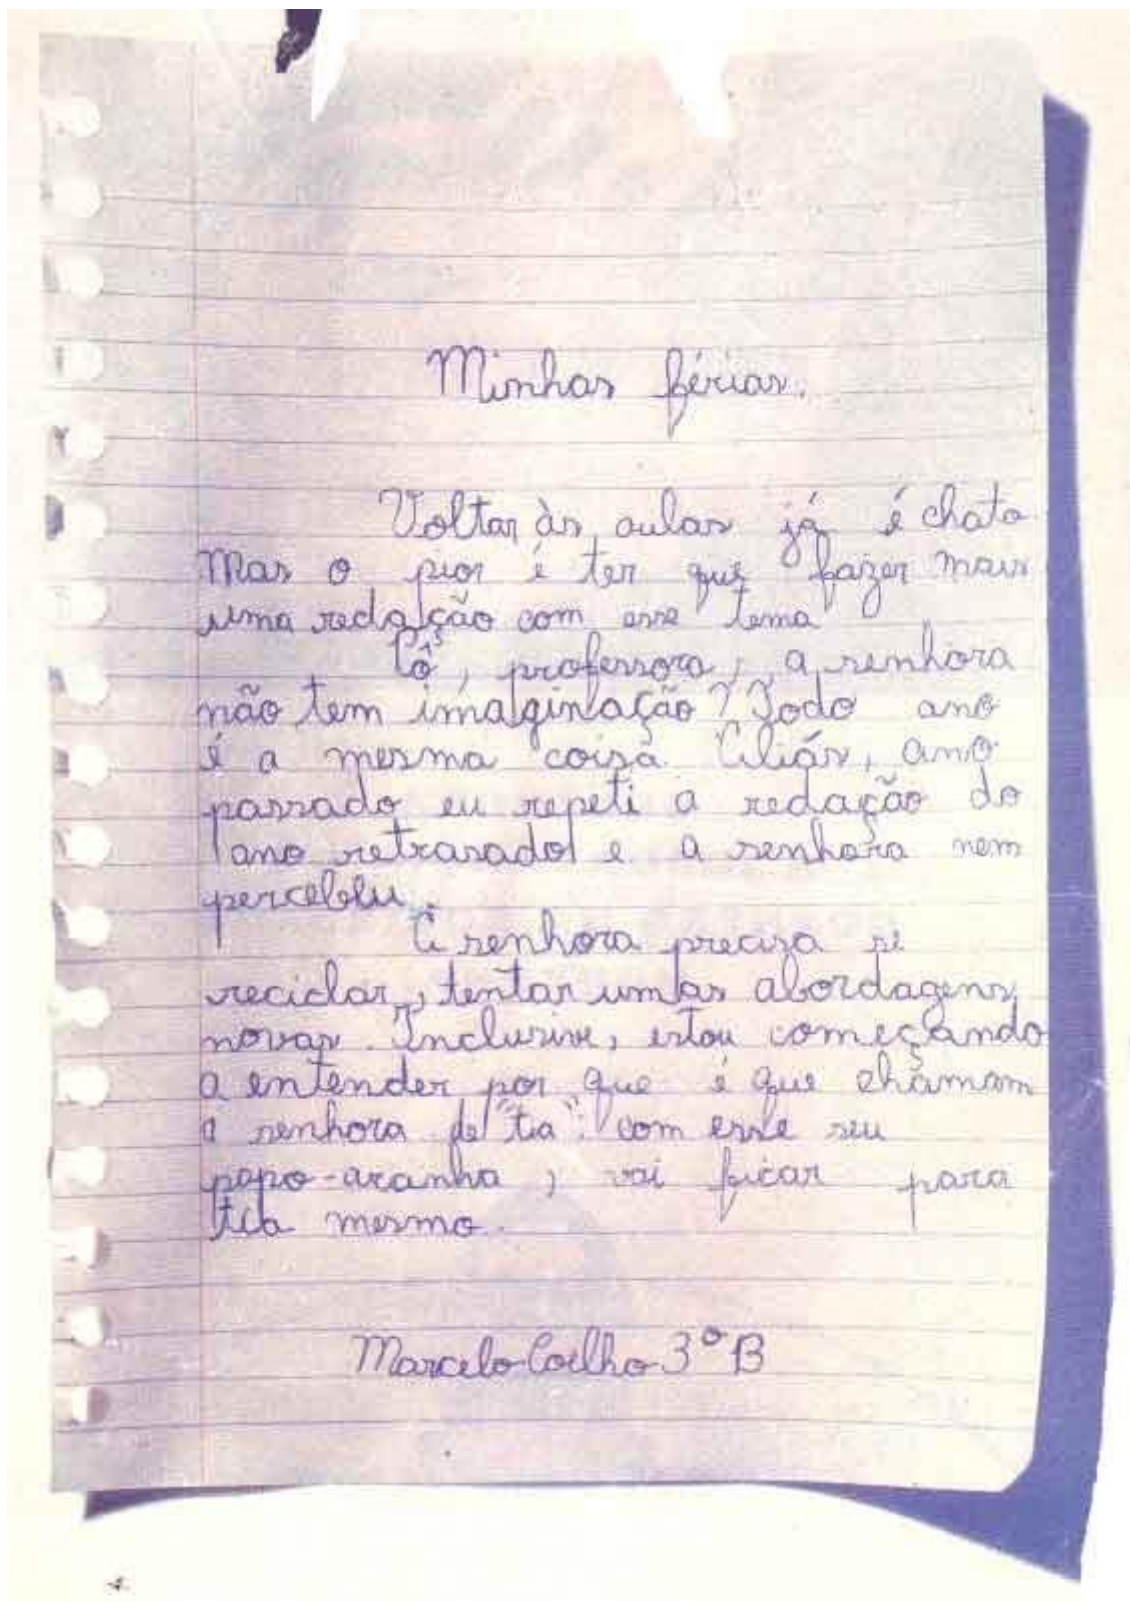 Minhas férias.
Voltar às aulas já é chato
Mas o pior é ter que fazer mais
uma redação com esse tema
Pô, professora, a senhora
não tem imaginação? Todo ano
é a mesma coisa. Aliás, ano
passado eu repeti a redação do
ano retrasado e a senhora nem
percebeu.
A senhora precisa se
reciclar, tentar umas abordagens
novas. Inclusive, estou começando
a entender por que é que chamam
a senhora de "tia". com esse seu
papo-aranha, vai ficar para
tia mesmo.
Marcelo Coelho 3º B
4